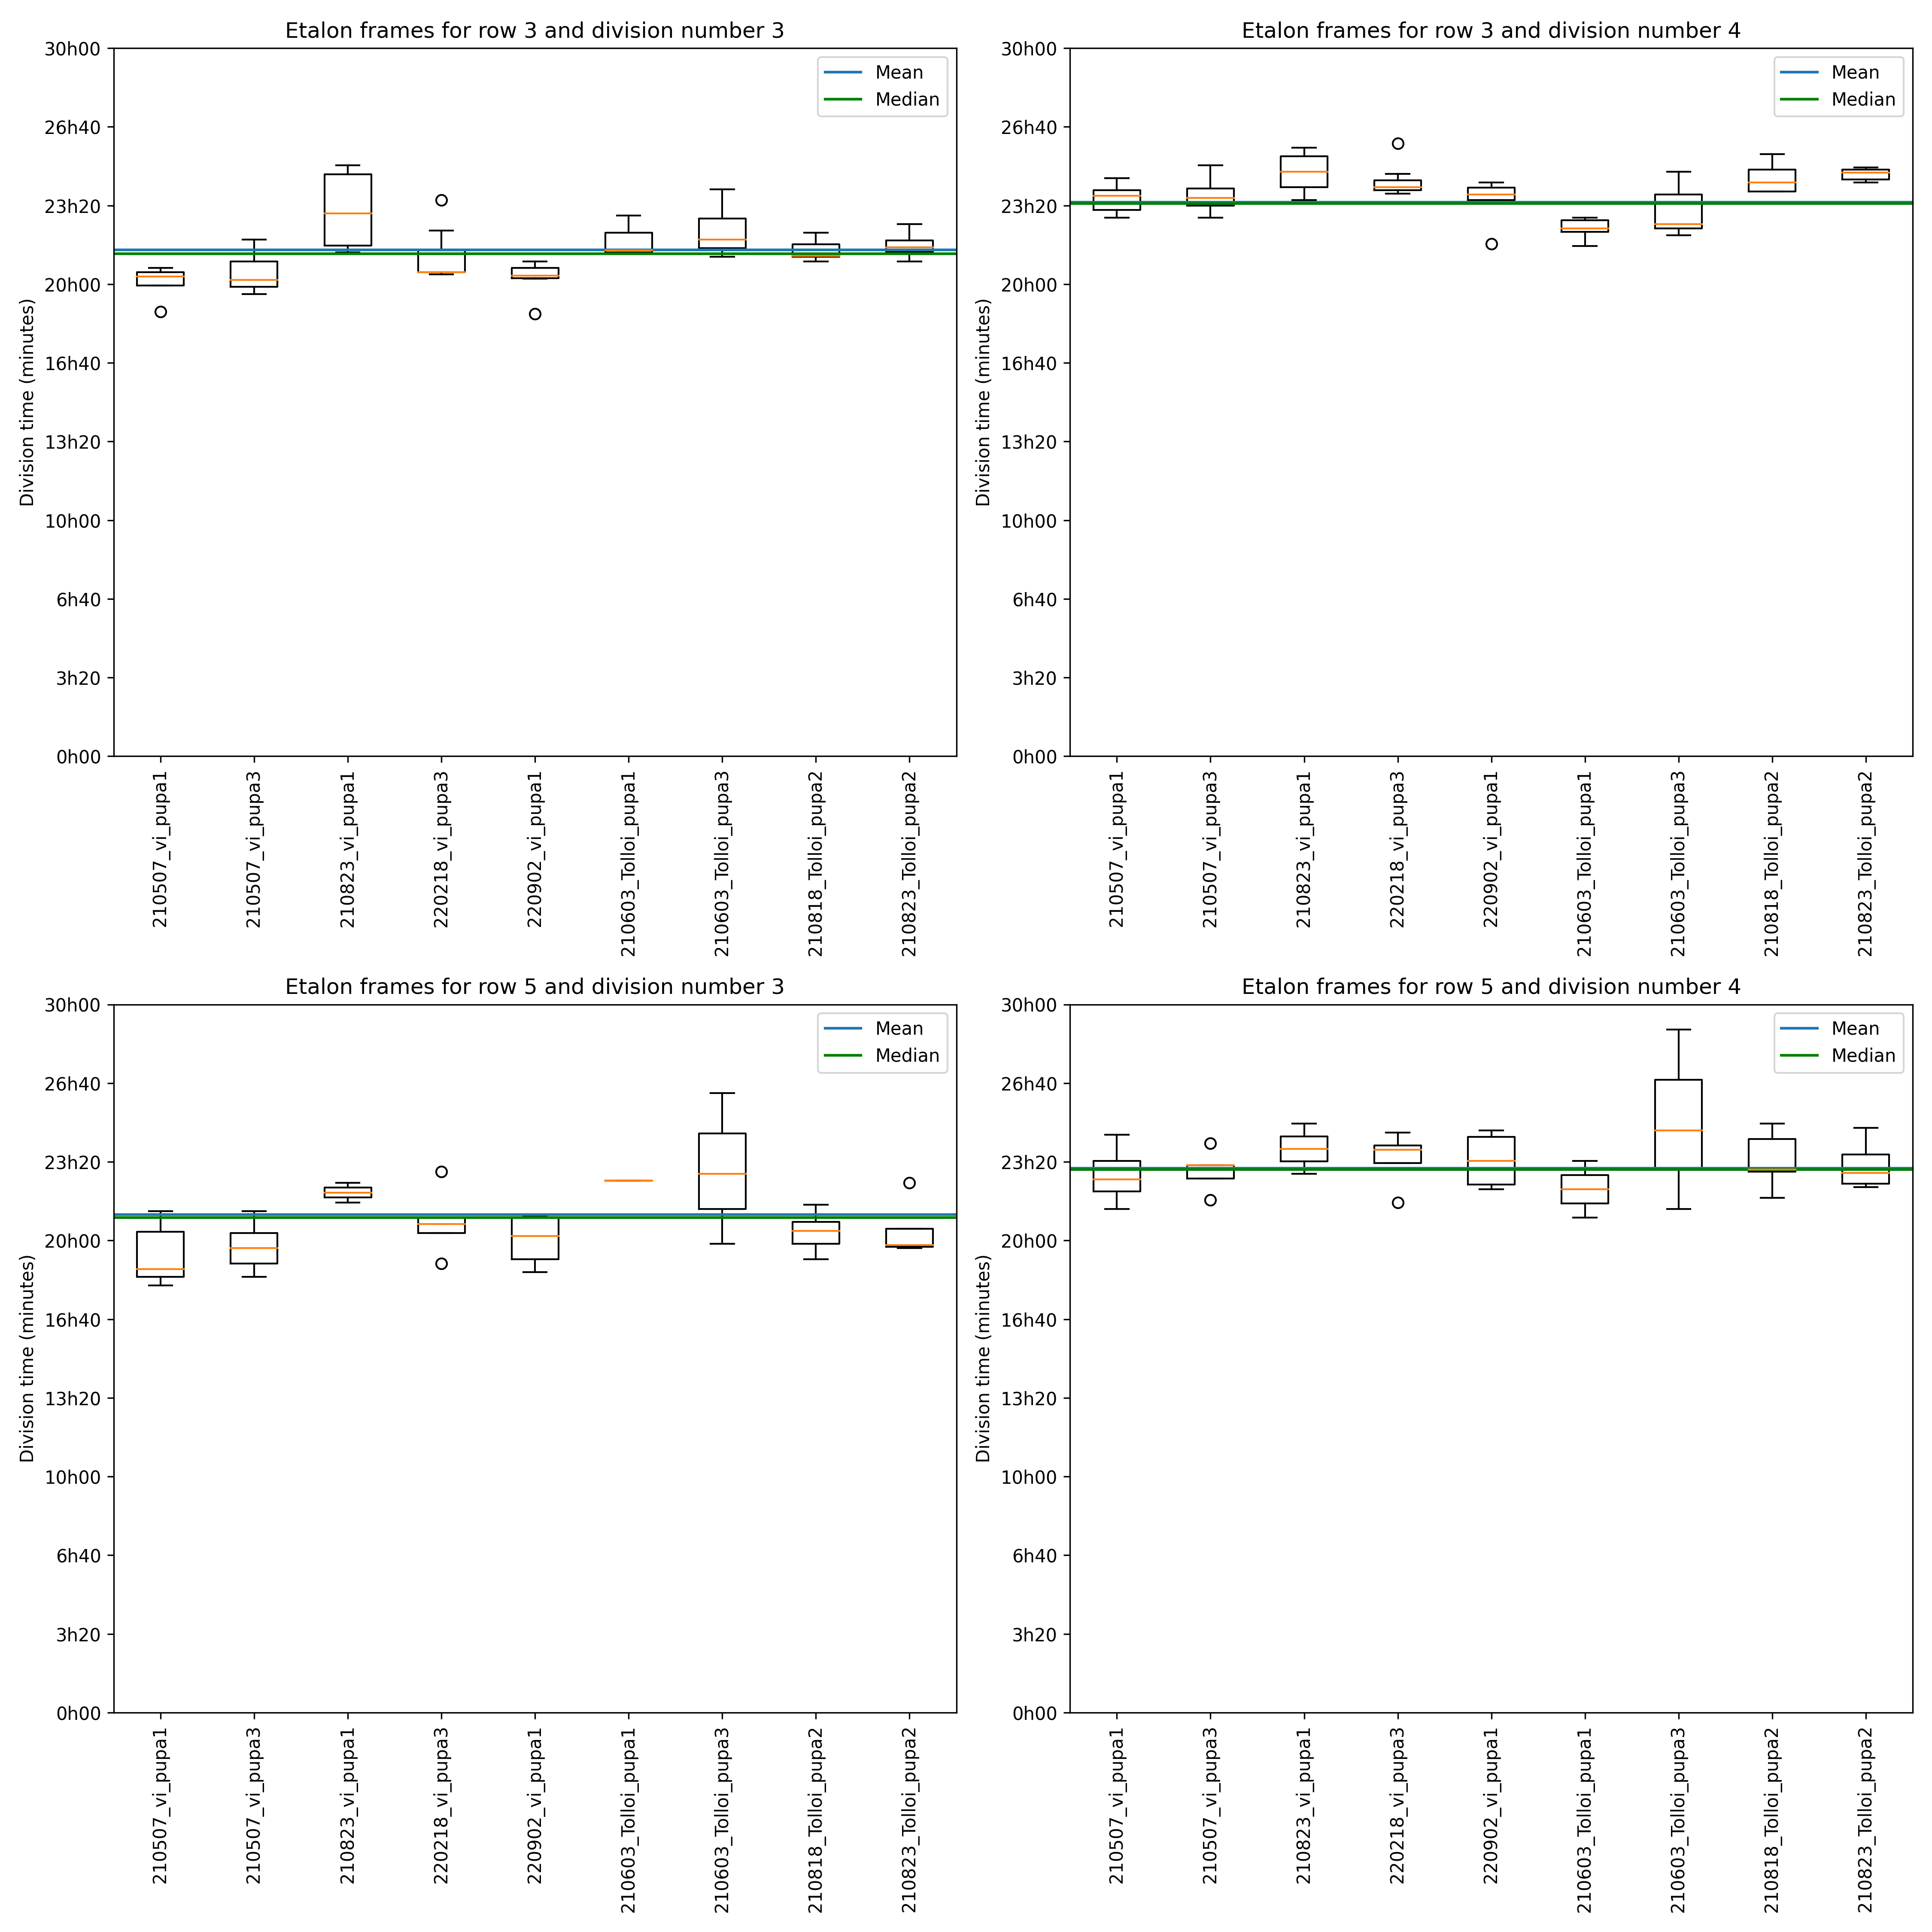 Etalon frames for row 3 and division number 3
30h00
26h40
23h20
20h00
16h40
13h20
10h00
6h40
3h20
0h00
Division time (minutes)
Mean
Median
210507_vi_pupa1
210507_vi_pupa3
210823_vi_pupa1
220218_vi_pupa3
220902_vi_pupa1
210603_Tolloi_pupa1
210603_Tolloi_pupa3
210818_Tolloi_pupa2
210823_Tolloi_pupa2
Etalon frames for row 3 and division number 4
30h00
26h40
23h20
20h00
16h40
13h20
10h00
6h40
3h20
0h00
Division time (minutes)
Mean
Median
210507_vi_pupa1
210507_vi_pupa3
210823_vi_pupa1
220218_vi_pupa3
220902_vi_pupa1
210603_Tolloi_pupa1
210603_Tolloi_pupa3
210818_Tolloi_pupa2
210823_Tolloi_pupa2
Etalon frames for row 5 and division number 3
30h00
26h40
23h20
20h00
16h40
13h20
10h00
6h40
3h20
0h00
Division time (minutes)
Mean
Median
210507_vi_pupa1
210507_vi_pupa3
210823_vi_pupa1
220218_vi_pupa3
220902_vi_pupa1
210603_Tolloi_pupa1
210603_Tolloi_pupa3
210818_Tolloi_pupa2
210823_Tolloi_pupa2
Etalon frames for row 5 and division number 4
30h00
26h40
23h20
20h00
16h40
13h20
10h00
6h40
3h20
0h00
Division time (minutes)
Mean
Median
210507_vi_pupa1
210507_vi_pupa3
210823_vi_pupa1
220218_vi_pupa3
220902_vi_pupa1
210603_Tolloi_pupa1
210603_Tolloi_pupa3
210818_Tolloi_pupa2
210823_Tolloi_pupa2